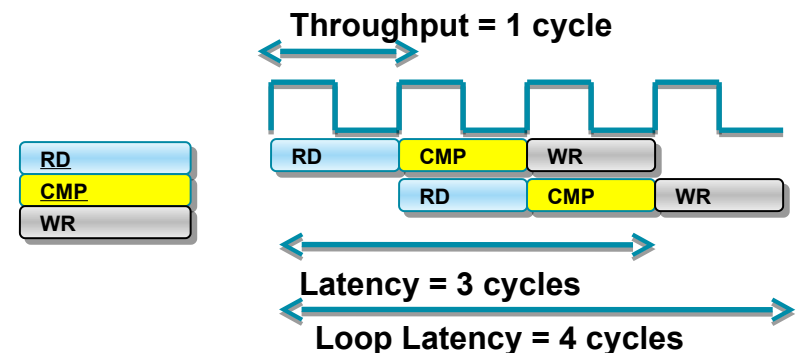 Throughput = 1 cycle
RD
CMP
WR
RD CMP WR
RD CMP WR
Latency = 3 cycles
Loop Latency = 4 cycles